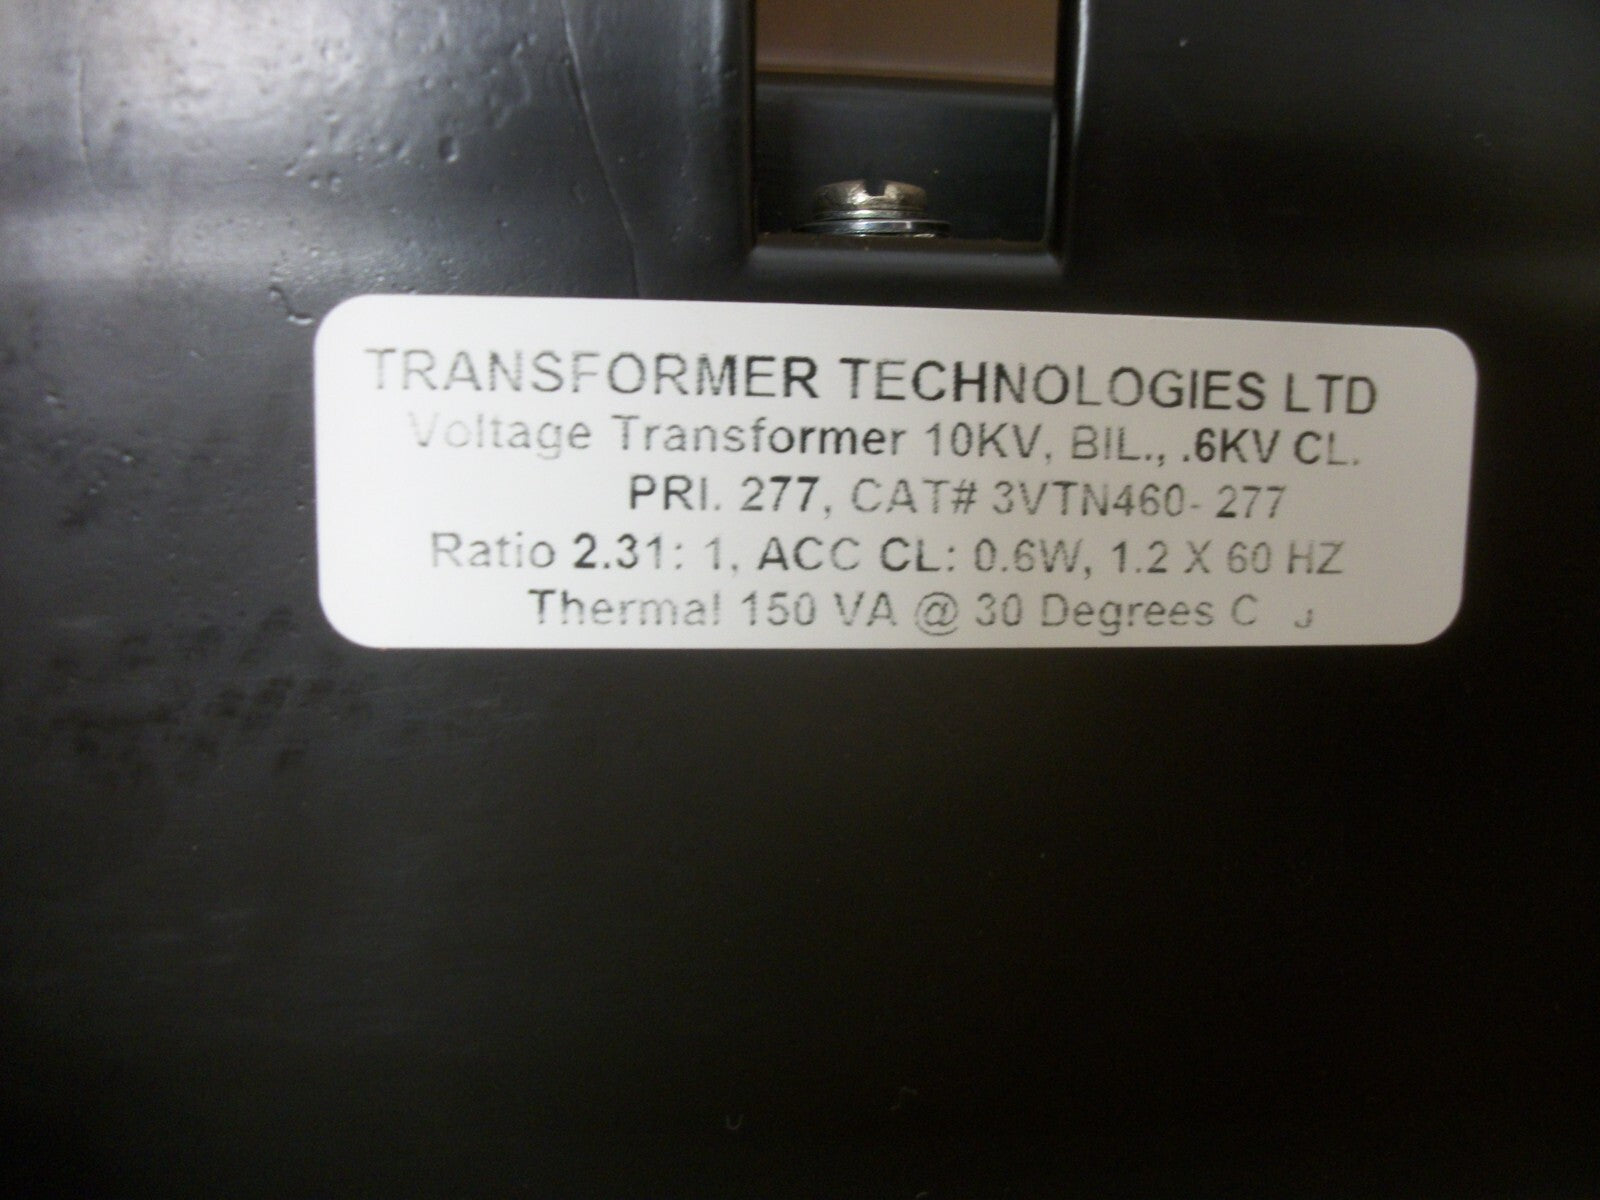 TRANSFORMER TECHNOLOGIES LTD
Voltage Transformer 10KV, BIL., .6KV CL.
PRI. 277, CAT# 3VTN460- 277
Ratio 2.31: 1, ACC CL: 0.6W, 1.2 X 60 HZ
Thermal 150 VA @ 30 Degrees C